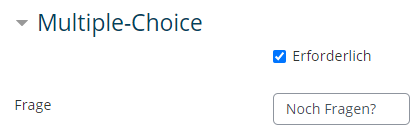 Multiple-Choice
Erforderlich
Frage
Noch Fragen?